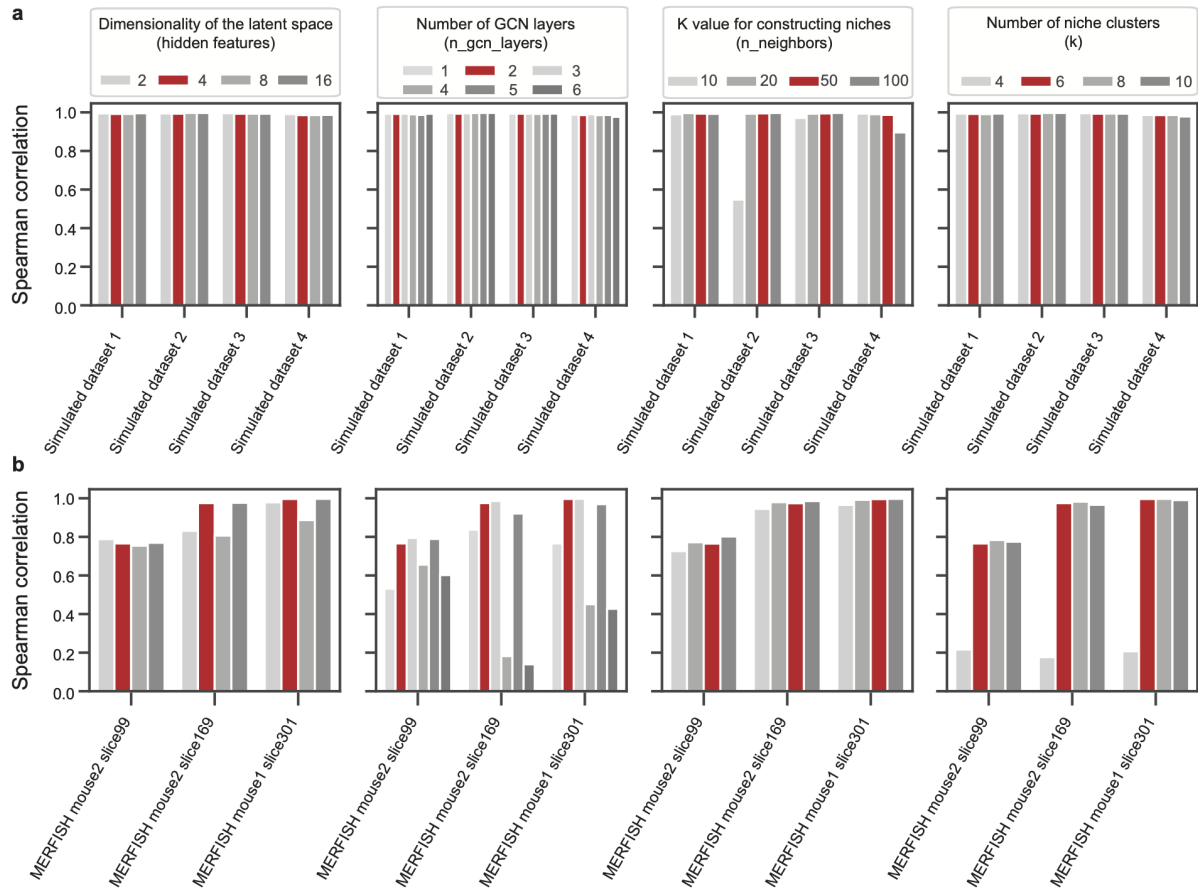 a
Dimensionality of the latent space
(hidden features)
2 4 8 16
Number of GCN layers
(n_gcn_layers)
1 2 3
4 5 6
K value for constructing niches
(n_neighbors)
10 20 50 100
Number of niche clusters
(k)
4 6 8 10
Spearman correlation
1.0
0.8
0.6
0.4
0.2
0.0
Simulated dataset 1
Simulated dataset 2
Simulated dataset 3
Simulated dataset 4
Simulated dataset 1
Simulated dataset 2
Simulated dataset 3
Simulated dataset 4
Simulated dataset 1
Simulated dataset 2
Simulated dataset 3
Simulated dataset 4
Simulated dataset 1
Simulated dataset 2
Simulated dataset 3
Simulated dataset 4
b
Spearman correlation
1.0
0.8
0.6
0.4
0.2
0.0
MERFISH mouse2 slice99
MERFISH mouse2 slice169
MERFISH mouse1 slice301
MERFISH mouse2 slice99
MERFISH mouse2 slice169
MERFISH mouse1 slice301
MERFISH mouse2 slice99
MERFISH mouse2 slice169
MERFISH mouse1 slice301
MERFISH mouse2 slice99
MERFISH mouse2 slice169
MERFISH mouse1 slice301